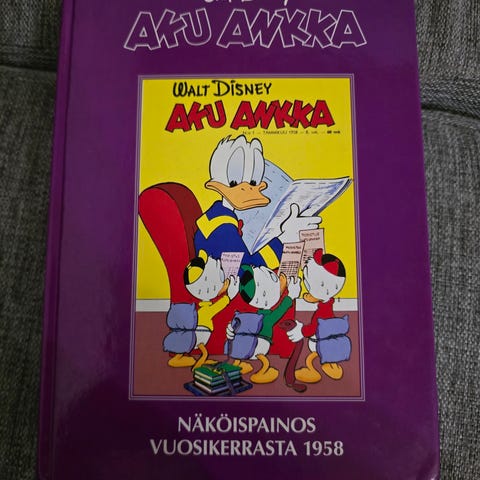 AKU ANKKA
WALT DISNEY
AKU ANKKA
NÄKÖISPAINOS
VUOSIKERRASTA 1958